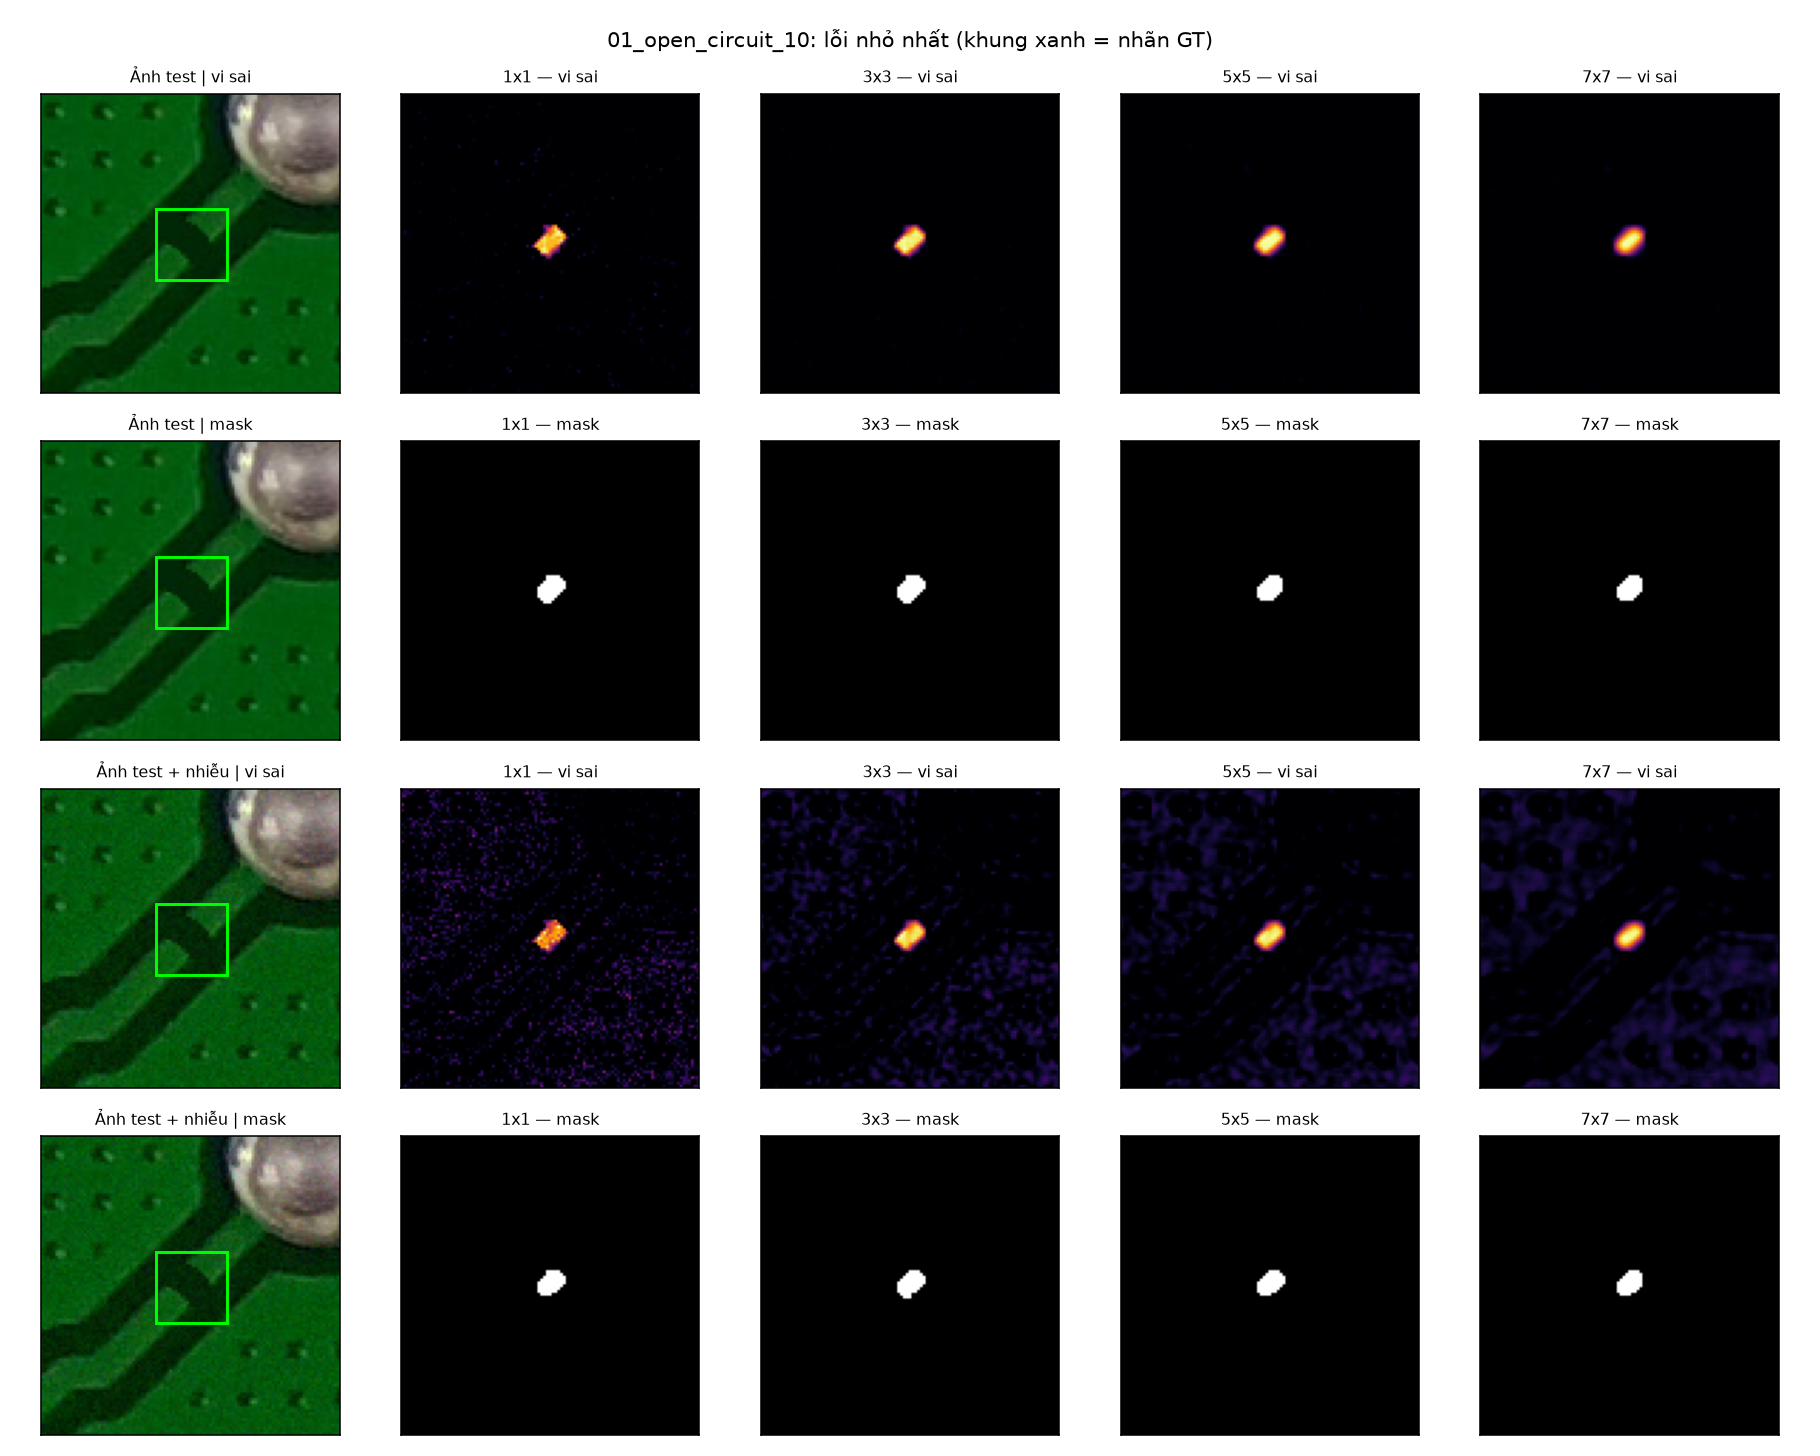 01_open_circuit_10: lỗi nhỏ nhất (khung xanh = nhãn GT)
Ảnh test | vi sai
1x1 — vi sai
3x3 — vi sai
5x5 — vi sai
7x7 — vi sai
Ảnh test | mask
1x1 — mask
3x3 — mask
5x5 — mask
7x7 — mask
Ảnh test + nhiễu | vi sai
1x1 — vi sai
3x3 — vi sai
5x5 — vi sai
7x7 — vi sai
Ảnh test + nhiễu | mask
1x1 — mask
3x3 — mask
5x5 — mask
7x7 — mask